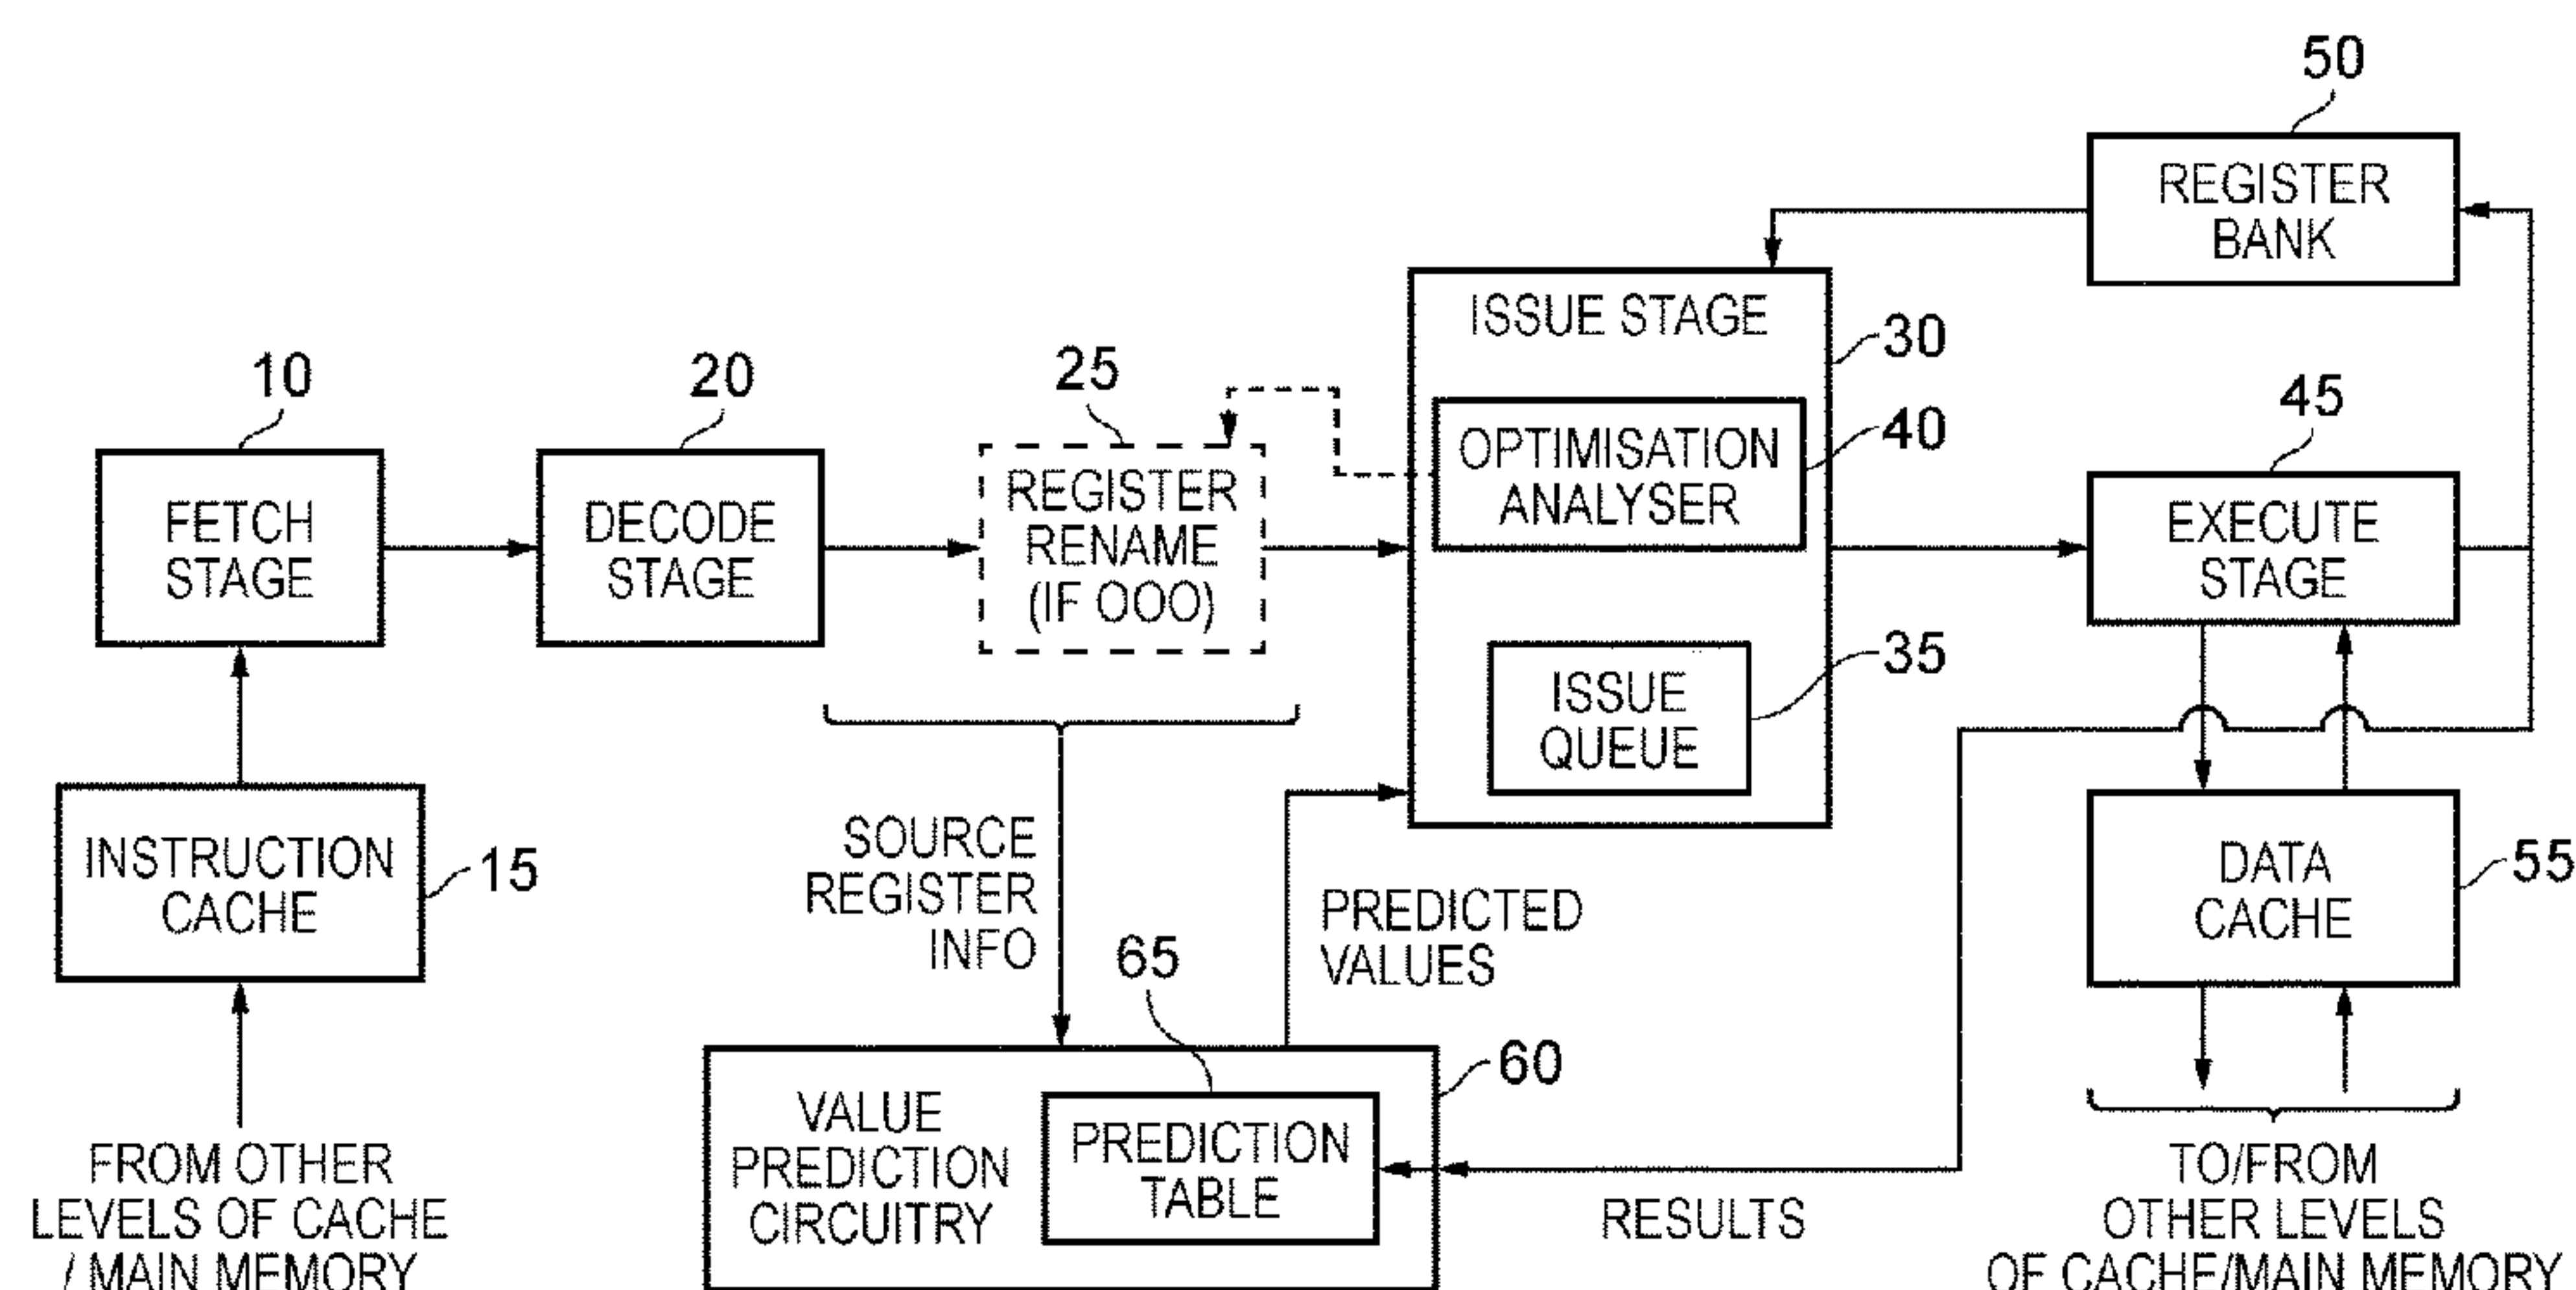 50
REGISTER
BANK
ISSUE STAGE
30
10
20
25
45
OPTIMISATION
ANALYSER
40
FETCH
STAGE
DECODE
STAGE
REGISTER
RENAME
(IF OOO)
EXECUTE
STAGE
ISSUE
QUEUE
35
INSTRUCTION
CACHE
15
SOURCE
REGISTER
INFO
PREDICTED
VALUES
DATA
CACHE
55
65
60
VALUE
PREDICTION
CIRCUITRY
PREDICTION
TABLE
RESULTS
FROM OTHER
LEVELS OF CACHE
/ MAIN MEMORY
TO/FROM
OTHER LEVELS
OF CACHE/MAIN MEMORY